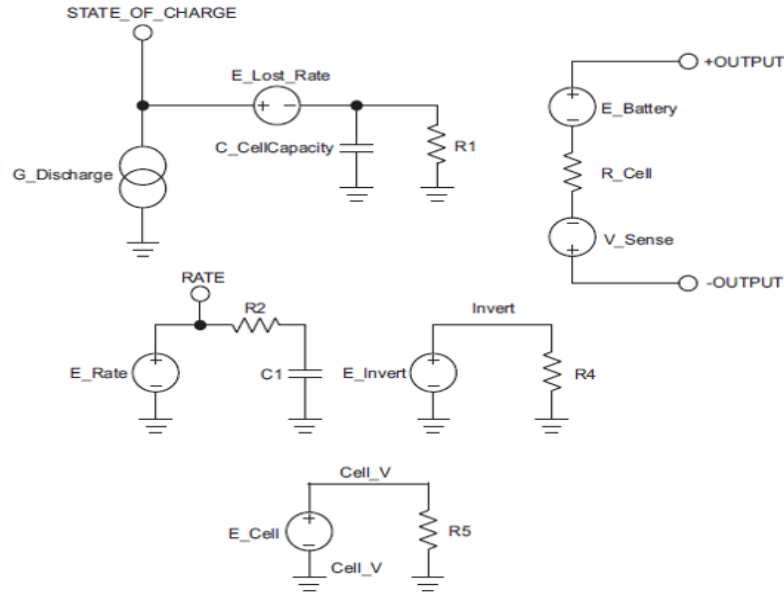 STATE_OF_CHARGE
E_Lost_Rate
+ -
C_CellCapacity
R1
G_Discharge
+OUTPUT
+
-
E_Battery
R_Cell
-
+
V_Sense
-OUTPUT
RATE
R2
Invert
+
-
E_Rate
C1
+
-
E_Invert
R4
Cell_V
+
-
E_Cell
R5
Cell_V